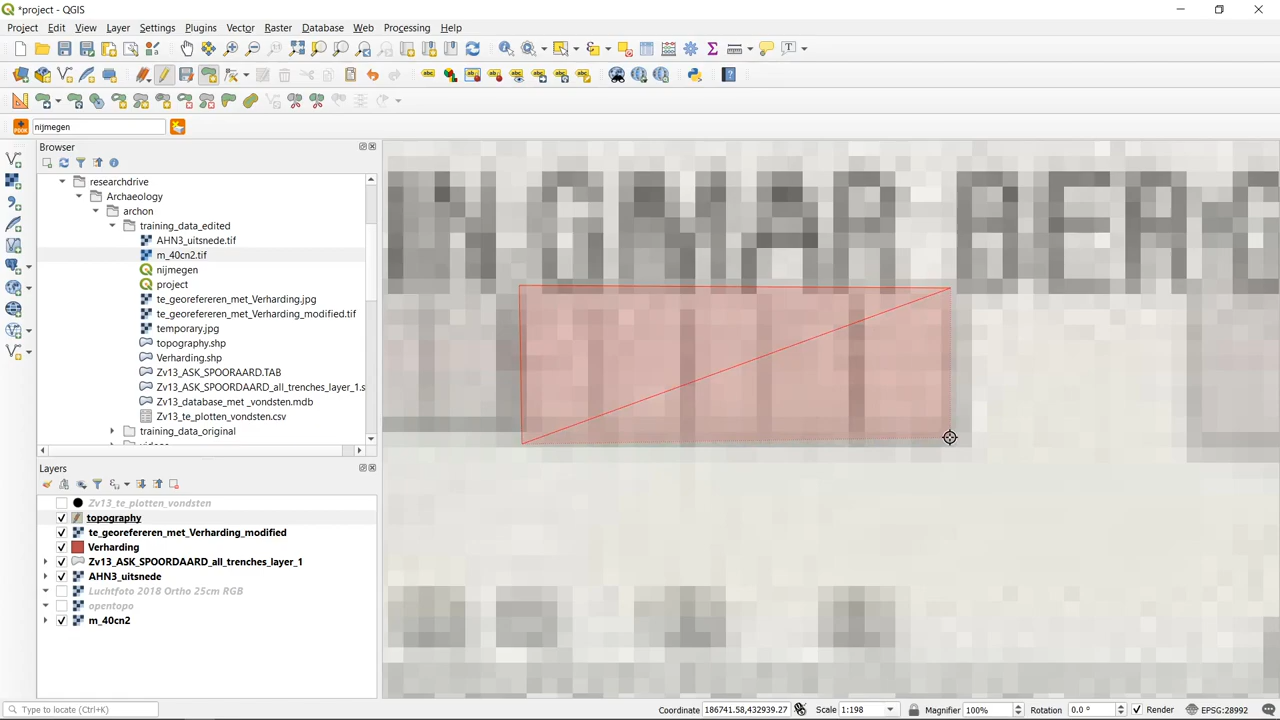 *project - QGIS
Project Edit View Layer Settings Plugins Vector Raster Database Web Processing Help
nijmegen
Browser
researchdrive
Archaeology
archon
training_data_edited
AHN3_uitsnede.tif
m_40cn2.tif
nijmegen
project
te_georefereren_met_Verharding.jpg
te_georefereren_met_Verharding_modified.tif
temporary.jpg
topography.shp
Verharding.shp
Zv13_ASK_SPOORAARD.TAB
Zv13_ASK_SPOORDAARD_all_trenches_layer_1.s
Zv13_database_met _vondsten.mdb
Zv13_te_plotten_vondsten.csv
training_data_original
Layers
Zv13_te_plotten_vondsten
topography
te_georefereren_met_Verharding_modified
Verharding
Zv13_ASK_SPOORDAARD_all_trenches_layer_1
AHN3_uitsnede
Luchtfoto 2018 Ortho 25cm RGB
opentopo
m_40cn2
Type to locate (Ctrl+K) Coordinate 186741.58,432939.27 Scale 1:198 Magnifier 100% Rotation 0.0 ° Render EPSG:28992